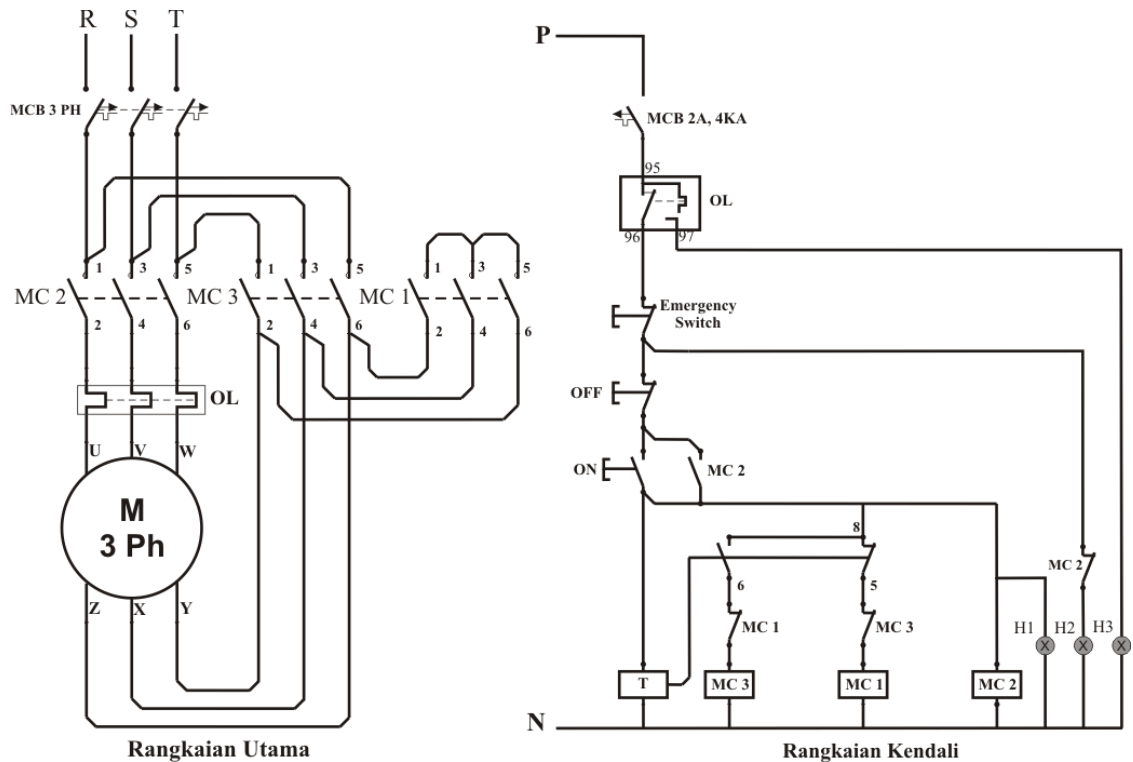 R S T
MCB 3 PH
1 3 5
1 3 5
1 3 5
MC 2
MC 3
MC 1
2 4 6
2 4 6
2 4 6
OL
U V W
M
3 Ph
Z X Y
Rangkaian Utama
P
MCB 2A, 4KA
95
OL
96 97
Emergency
Switch
OFF
ON
MC 2
8
6 5
MC 2
MC 1
MC 3
H1 H2 H3
X X X
T
MC 3
MC 1
MC 2
N
Rangkaian Kendali